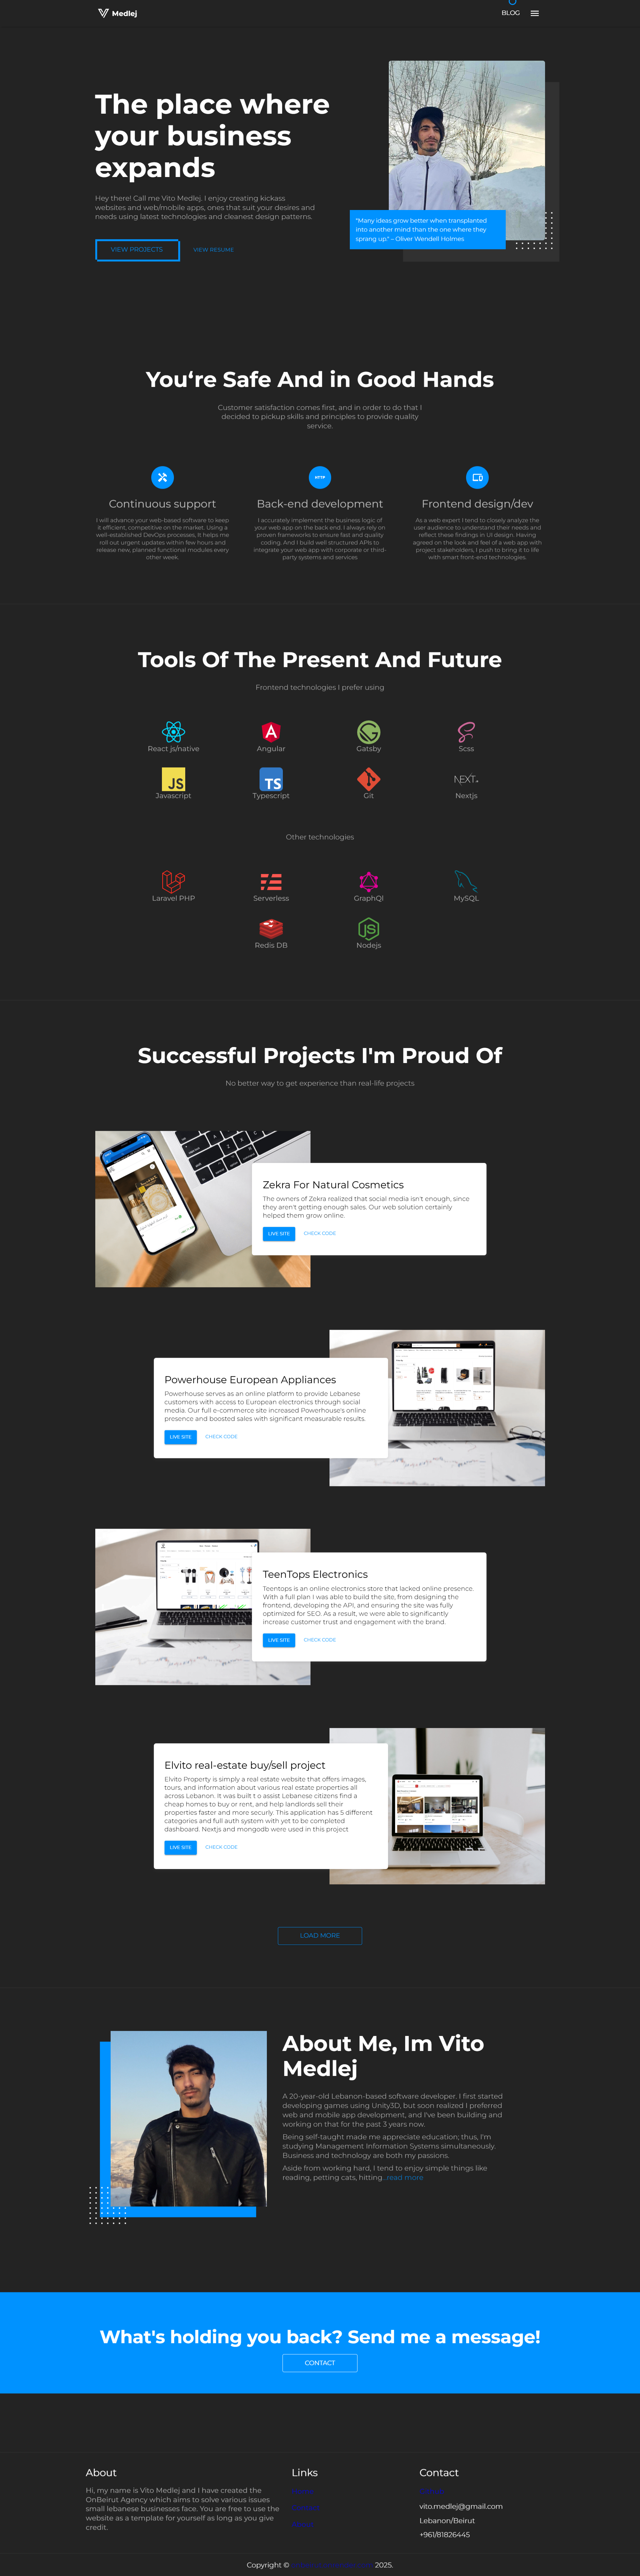 Medlej
BLOG
The place where
your business
expands
Hey there! Call me Vito Medlej. I enjoy creating kickass
websites and web/mobile apps, ones that suit your desires and
needs using latest technologies and cleanest design patterns.
VIEW PROJECTS
VIEW RESUME
"Many ideas grow better when transplanted
into another mind than the one where they
sprang up." – Oliver Wendell Holmes
You‘re Safe And in Good Hands
Customer satisfaction comes first, and in order to do that I
decided to pickup skills and principles to provide quality
service.
HTTP
Continuous support
I will advance your web-based software to keep
it efficient, competitive on the market. Using a
well-established DevOps processes, It helps me
roll out urgent updates within few hours and
release new, planned functional modules every
other week.
Back-end development
I accurately implement the business logic of
your web app on the back end. I always rely on
proven frameworks to ensure fast and quality
coding. And I build well structured APIs to
integrate your web app with corporate or third-
party systems and services
Frontend design/dev
As a web expert I tend to closely analyze the
user audience to understand their needs and
reflect these findings in UI design. Having
agreed on the look and feel of a web app with
project stakeholders, I push to bring it to life
with smart front-end technologies
Tools Of The Present And Future
Frontend technologies I prefer using
React js/native
Angular
Gatsby
Scss
JS
TS
NEXT.JS
Javascript
Typescript
Git
Nextjs
Other technologies
Laravel PHP
Serverless
GraphQl
MySQL
Redis DB
Nodejs
Successful Projects I'm Proud Of
No better way to get experience than real-life projects
Zekra For Natural Cosmetics
The owners of Zekra realized that social media isn't enough, since
they aren't getting enough sales. Our web solution certainly
helped them grow online.
LIVE SITE
CHECK CODE
Powerhouse European Appliances
Powerhouse serves as an online platform to provide Lebanese
customers with access to European electronics through social
media. Our full e-commerce site increased Powerhouse's online
presence and boosted sales with significant measurable results.
LIVE SITE
CHECK CODE
TeenTops Electronics
Teentops is an online electronics store that lacked online presence.
With a full plan I was able to build the site, from designing the
frontend, developing the API, and ensuring the site was fully
optimized for SEO. As a result, we were able to significantly
increase customer trust and engagement with the brand.
LIVE SITE
CHECK CODE
Elvito real-estate buy/sell project
Elvito Property is simply a real estate website that offers images,
tours, and information about various real estate properties all
across Lebanon. It was built t o assist Lebanese citizens find a
cheap homes to buy or rent, and help landlords sell their
properties faster and more securly. This application has 5 different
categories and full auth system with yet to be completed
dashboard. Nextjs and mongodb were used in this project
LIVE SITE
CHECK CODE
LOAD MORE
About Me, Im Vito
Medlej
A 20-year-old Lebanon-based software developer. I first started
developing games using Unity3D, but soon realized I preferred
web and mobile app development, and I've been building and
working on that for the past 3 years now.
Being self-taught made me appreciate education; thus, I'm
studying Management Information Systems simultaneously.
Business and technology are both my passions.
Aside from working hard, I tend to enjoy simple things like
reading, petting cats, hitting...read more
What's holding you back? Send me a message!
CONTACT
About
Hi, my name is Vito Medlej and I have created the
OnBeirut Agency which aims to solve various issues
small lebanese businesses face. You are free to use the
website as a template for yourself as long as you give
credit.
Links
Contact
vito.medlej@gmail.com
Lebanon/Beirut
+961/81826445
Copyright ©
2025.